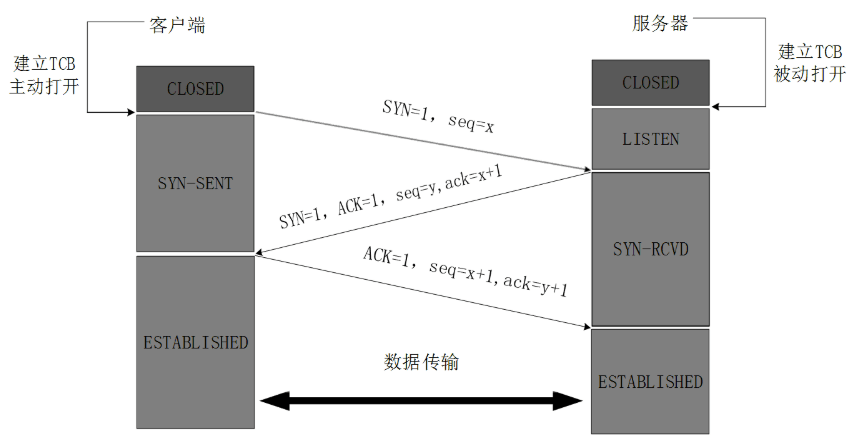 客户端
服务器
建立TCB
主动打开
建立TCB
被动打开
CLOSED
CLOSED
SYN=1, seq=x
LISTEN
SYN-SENT
SYN=1, ACK=1, seq=y,ack=x+1
SYN-RCVD
ACK=1, seq=x+1,ack=y+1
ESTABLISHED
数据传输
ESTABLISHED